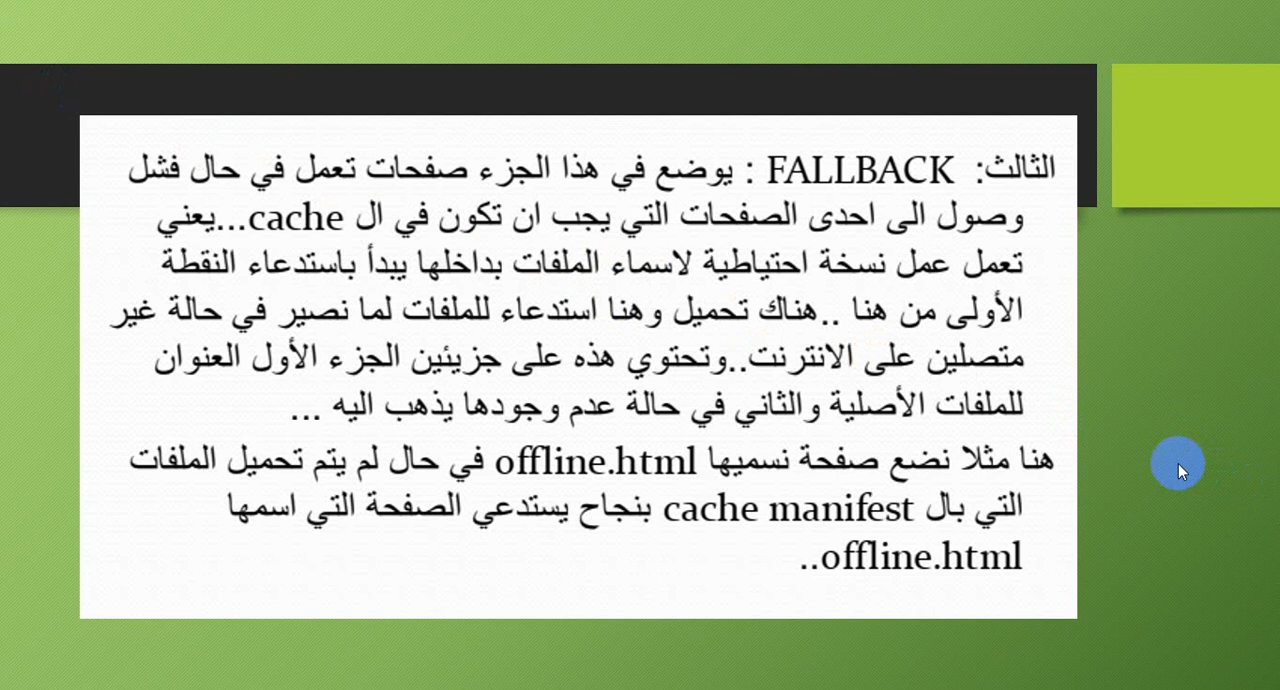 الثالث: FALLBACK : يوضع في هذا الجزء صفحات تعمل في حال فشل
وصول الى احدى الصفحات التي يجب ان تكون في ال cache...يعني
تعمل عمل نسخة احتياطية لاسماء الملفات بداخلها يبدأ باستدعاء النقطة
الأولى من هنا ..هناك تحميل وهنا استدعاء للملفات لما نصير في حالة غير
متصلين على الانترنت..وتحتوي هذه على جزيئين الجزء الأول العنوان
للملفات الأصلية والثاني في حالة عدم وجودها يذهب اليه ...
هنا مثلا نضع صفحة نسميها offline.html في حال لم يتم تحميل الملفات
التي بال cache manifest بنجاح يستدعي الصفحة التي اسمها
offline.html..